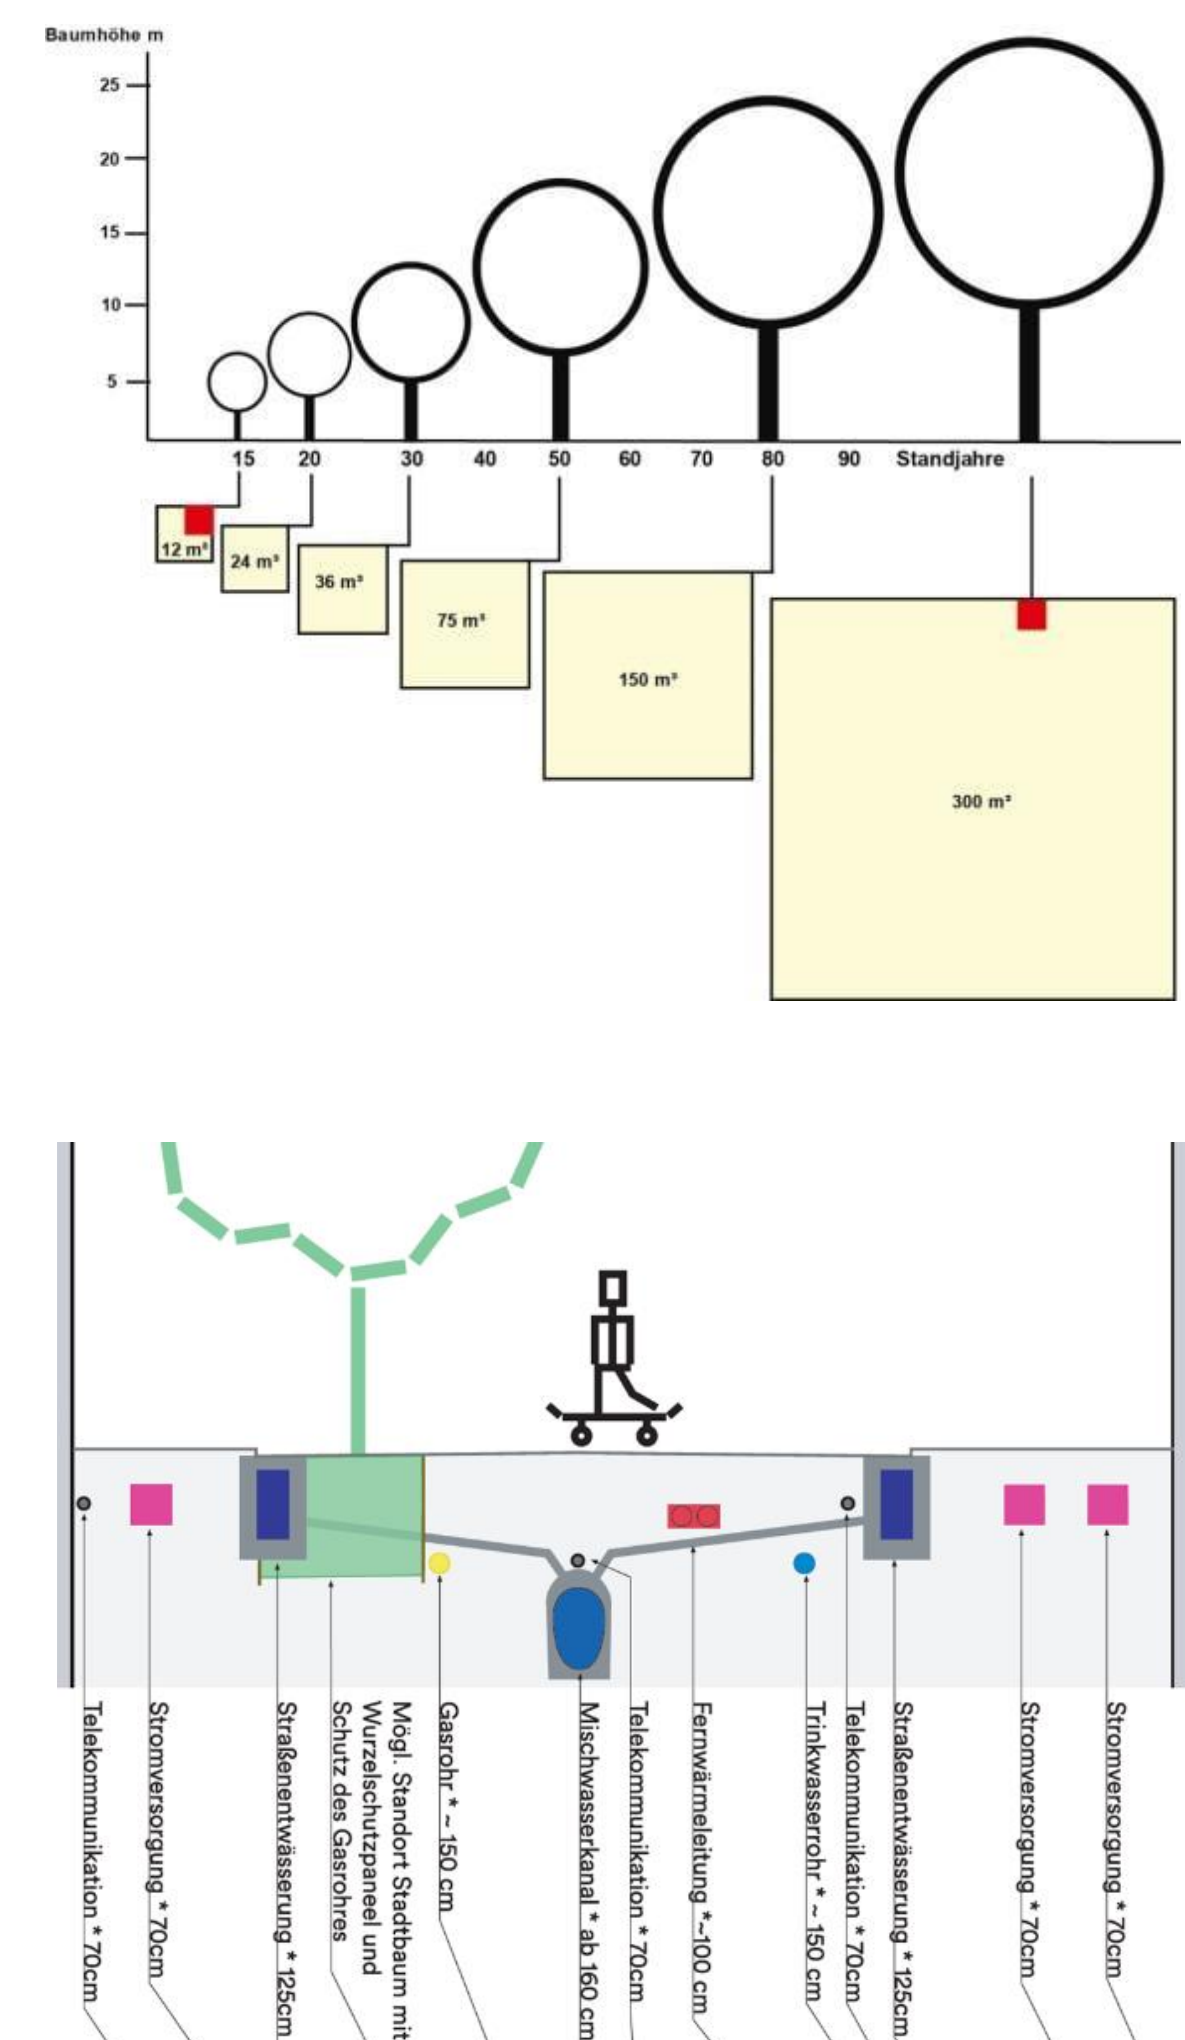 Baumhöhe m
25
20
15
10
5
15 20 30 40 50 60 70 80 90 Standjahre
12 m³
24 m³
36 m³
75 m³
150 m³
300 m³
Telekommunikation * 70cm
Stromversorgung * 70cm
Straßenentwässerung * 125cm
Mögl. Standort Stadtbaum mit
Wurzelschutzpaneel und
Schutz des Gasrohres
Gasrohr * ~ 150 cm
Mischwasserkanal * ab 160 cm
Telekommunikation * 70cm
Fernwärmeleitung *~100 cm
Trinkwasserrohr * ~ 150 cm
Telekommunikation * 70cm
Straßenentwässerung * 125cm
Stromversorgung * 70cm
Stromversorgung * 70cm